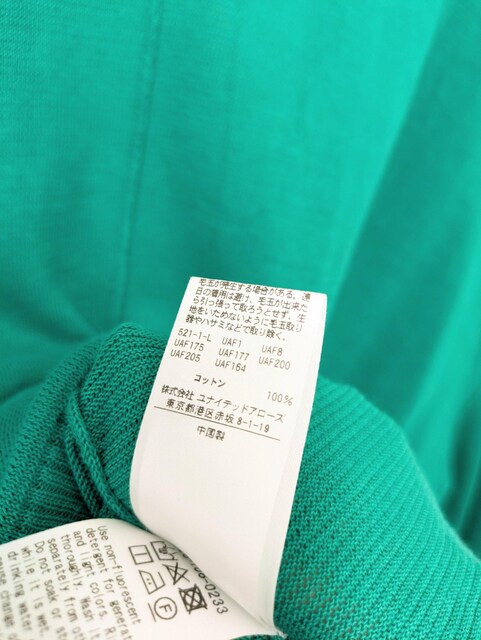 毛玉が発生する場合がある。連
日の着用は避け、毛玉が出来た
ら引っ張って取ろうとせず、生
地をいためないように毛玉取り
器やハサミなどで取り除く。
521-1-L UAF1 UAF8
UAF175 UAF177 UAF200
UAF205 UAF164
コットン 100%
株式会社 ユナイテッドアローズ
東京都港区赤坂 8-1-19
中国製
0233
Use non-fluorescent
detergent for
and light colors.
thoroughly. Wash
separately from
Do not soak or
while it is wet